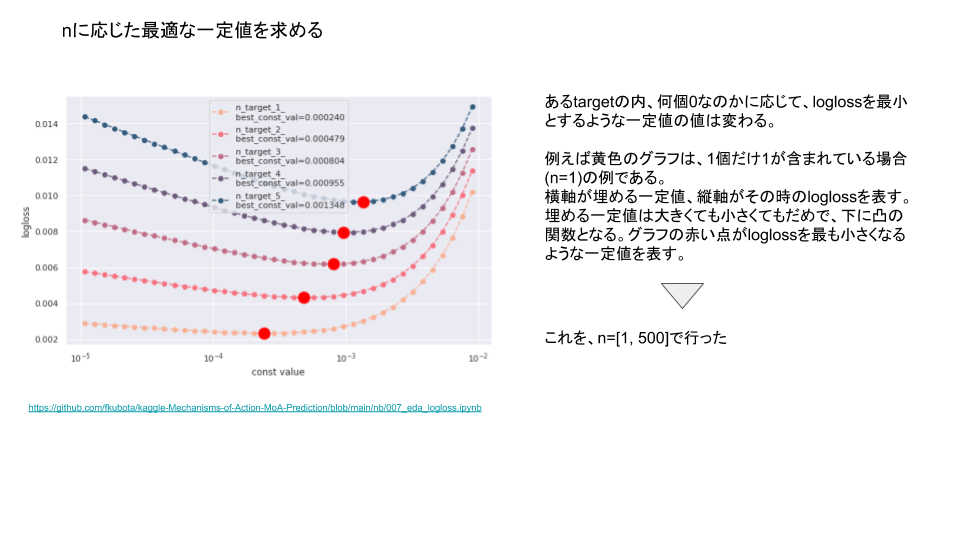 nに応じた最適な一定値を求める
n_target_1_
best_const_val=0.000240
n_target_2_
best_const_val=0.000479
n_target_3_
best_const_val=0.000804
n_target_4_
best_const_val=0.000955
n_target_5_
best_const_val=0.001348
0.014
0.012
0.010
0.008
0.006
0.004
0.002
logloss
10⁻⁵ 10⁻⁴ 10⁻³ 10⁻²
const value
https://github.com/fkubota/kaggle-Mechanisms-of-Action-MoA-Prediction/blob/main/nb/007_eda_logloss.ipynb
あるtargetの内、何個0なのかに応じて、loglossを最小
とするような一定値の値は変わる。
例えば黄色のグラフは、1個だけ1が含まれている場合
(n=1)の例である。
横軸が埋める一定値、縦軸がその時のloglossを表す。
埋める一定値は大きくても小さくてもだめで、下に凸の
関数となる。グラフの赤い点がloglossを最も小さくなる
ような一定値を表す。
これを、n=[1, 500]で行った